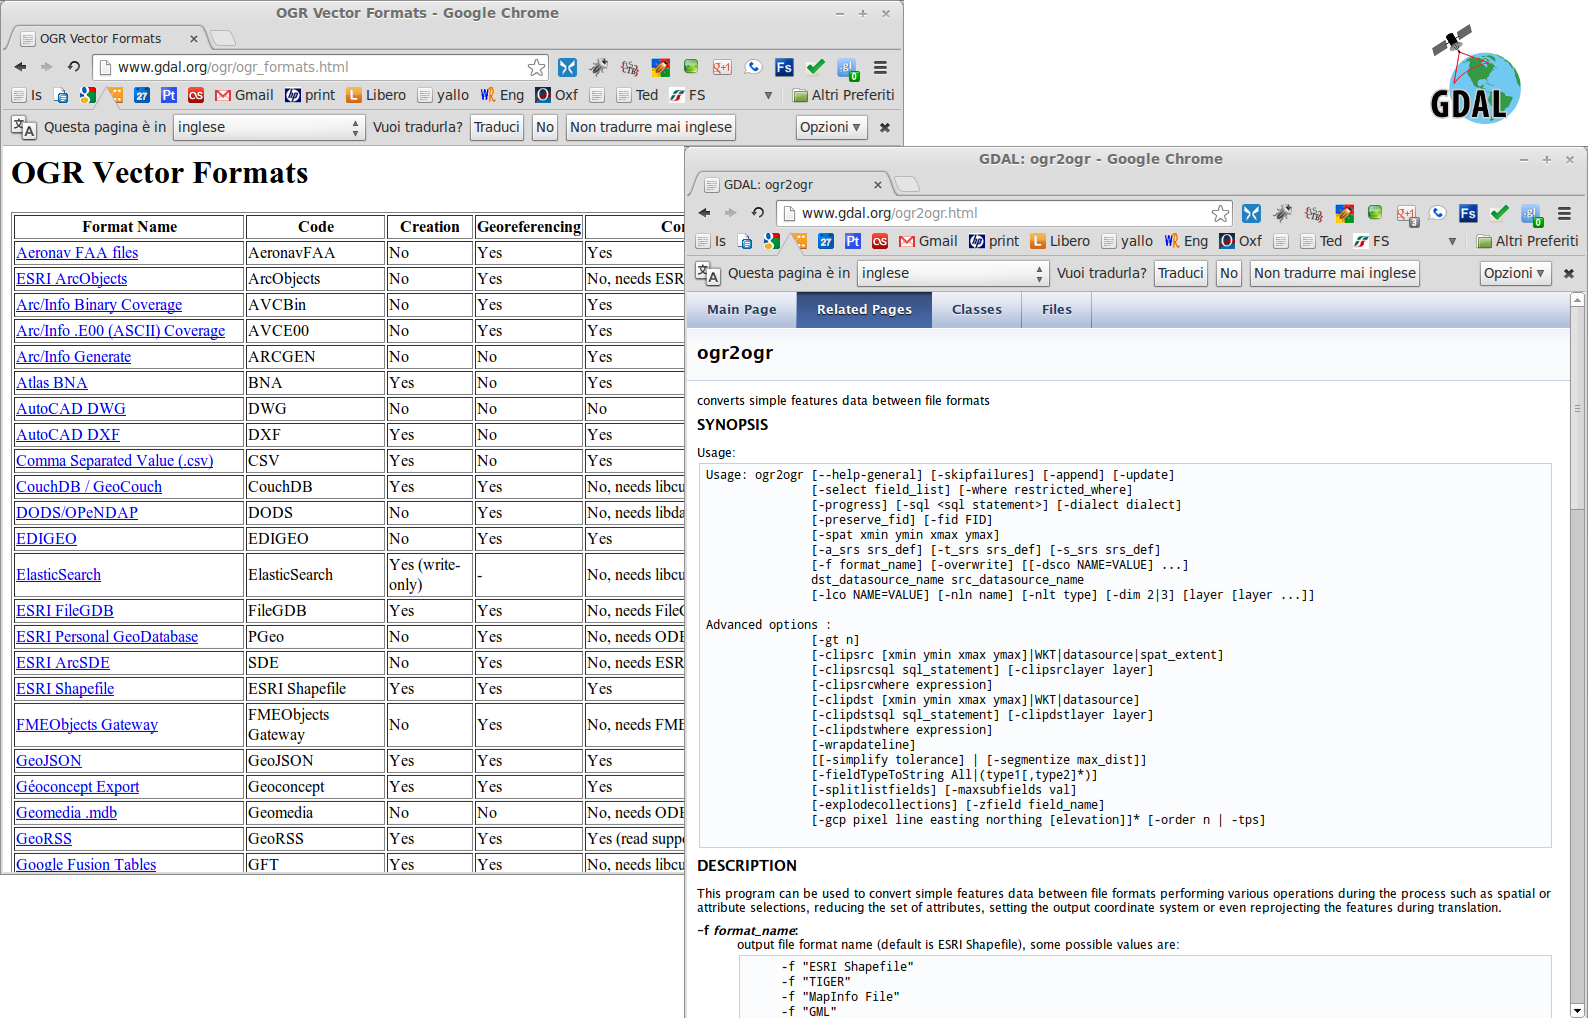 OGR Vector Formats - Google Chrome
OGR Vector Formats
www.gdal.org/ogr/ogr_formats.html
Is 27 Pt OS Gmail hp print L Libero yallo WR Eng Oxf Ted FS Altri Preferiti
Questa pagina è in inglese Vuoi tradurla? Traduci No Non tradurre mai inglese Opzioni
OGR Vector Formats
Format Name Code Creation Georeferencing Co
Aeronav FAA files AeronavFAA No Yes Yes
ESRI ArcObjects ArcObjects No Yes No, needs ESR
Arc/Info Binary Coverage AVCBin No Yes Yes
Arc/Info .E00 (ASCII) Coverage AVCE00 No Yes Yes
Arc/Info Generate ARCGEN No No Yes
Atlas BNA BNA Yes No Yes
AutoCAD DWG DWG No No No
AutoCAD DXF DXF Yes No Yes
Comma Separated Value (.csv) CSV Yes No Yes
CouchDB / GeoCouch CouchDB Yes Yes No, needs libcu
DODS/OPeNDAP DODS No Yes No, needs libda
EDIGEO EDIGEO No Yes Yes
ElasticSearch ElasticSearch Yes (write-only) - No, needs libcu
ESRI FileGDB FileGDB Yes Yes No, needs File
ESRI Personal GeoDatabase PGeo No Yes No, needs ODB
ESRI ArcSDE SDE No Yes No, needs ESR
ESRI Shapefile ESRI Shapefile Yes Yes Yes
FMEObjects Gateway FMEObjects Gateway No Yes No, needs FME
GeoJSON GeoJSON Yes Yes Yes
Géoconcept Export Geoconcept Yes Yes Yes
Geomedia .mdb Geomedia No No No, needs ODB
GeoRSS GeoRSS Yes Yes Yes (read suppo
Google Fusion Tables GFT Yes Yes No, needs libcu
GDAL
GDAL: ogr2ogr - Google Chrome
GDAL: ogr2ogr
www.gdal.org/ogr2ogr.html
Is 27 Pt OS Gmail hp print L Libero yallo WR Eng Oxf Ted FS Altri Preferiti
Questa pagina è in inglese Vuoi tradurla? Traduci No Non tradurre mai inglese Opzioni
Main Page Related Pages Classes Files
ogr2ogr
converts simple features data between file formats
SYNOPSIS
Usage:
Usage: ogr2ogr [--help-general] [-skipfailures] [-append] [-update]
[-select field_list] [-where restricted_where]
[-progress] [-sql <sql statement>] [-dialect dialect]
[-preserve_fid] [-fid FID]
[-spat xmin ymin xmax ymax]
[-a_srs srs_def] [-t_srs srs_def] [-s_srs srs_def]
[-f format_name] [-overwrite] [[-dsco NAME=VALUE] ...]
dst_datasource_name src_datasource_name
[-lco NAME=VALUE] [-nln name] [-nlt type] [-dim 2|3] [layer [layer ...]]
Advanced options :
[-gt n]
[-clipsrc [xmin ymin xmax ymax]|WKT|datasource|spat_extent]
[-clipsrcsql sql_statement] [-clipsrclayer layer]
[-clipsrcwhere expression]
[-clipdst [xmin ymin xmax ymax]|WKT|datasource]
[-clipdstsql sql_statement] [-clipdstlayer layer]
[-clipdstwhere expression]
[-wrapdateline]
[[-simplify tolerance] | [-segmentize max_dist]]
[-fieldTypeToString All|(type1[,type2]*)]
[-splitlistfields] [-maxsubfields val]
[-explodecollections] [-zfield field_name]
[-gcp pixel line easting northing [elevation]]* [-order n | -tps]
DESCRIPTION
This program can be used to convert simple features data between file formats performing various operations during the process such as spatial or
attribute selections, reducing the set of attributes, setting the output coordinate system or even reprojecting the features during translation.
-f format_name:
output file format name (default is ESRI Shapefile), some possible values are:
-f "ESRI Shapefile"
-f "TIGER"
-f "MapInfo File"
-f "GML"